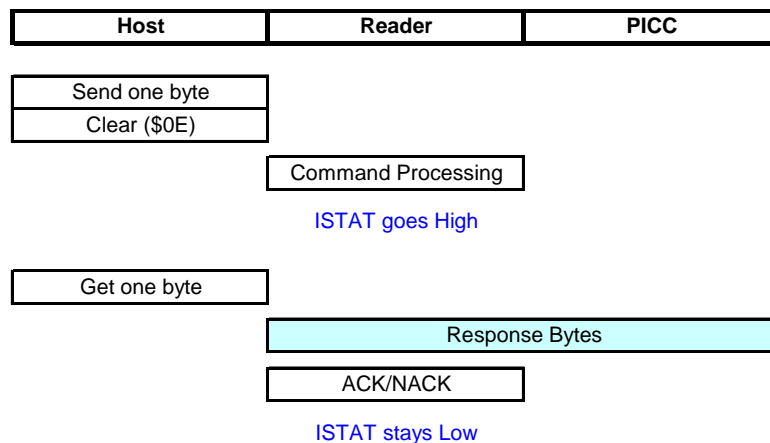 Host Reader PICC
Send one byte
Clear ($0E)
Command Processing
ISTAT goes High
Get one byte
Response Bytes
ACK/NACK
ISTAT stays Low